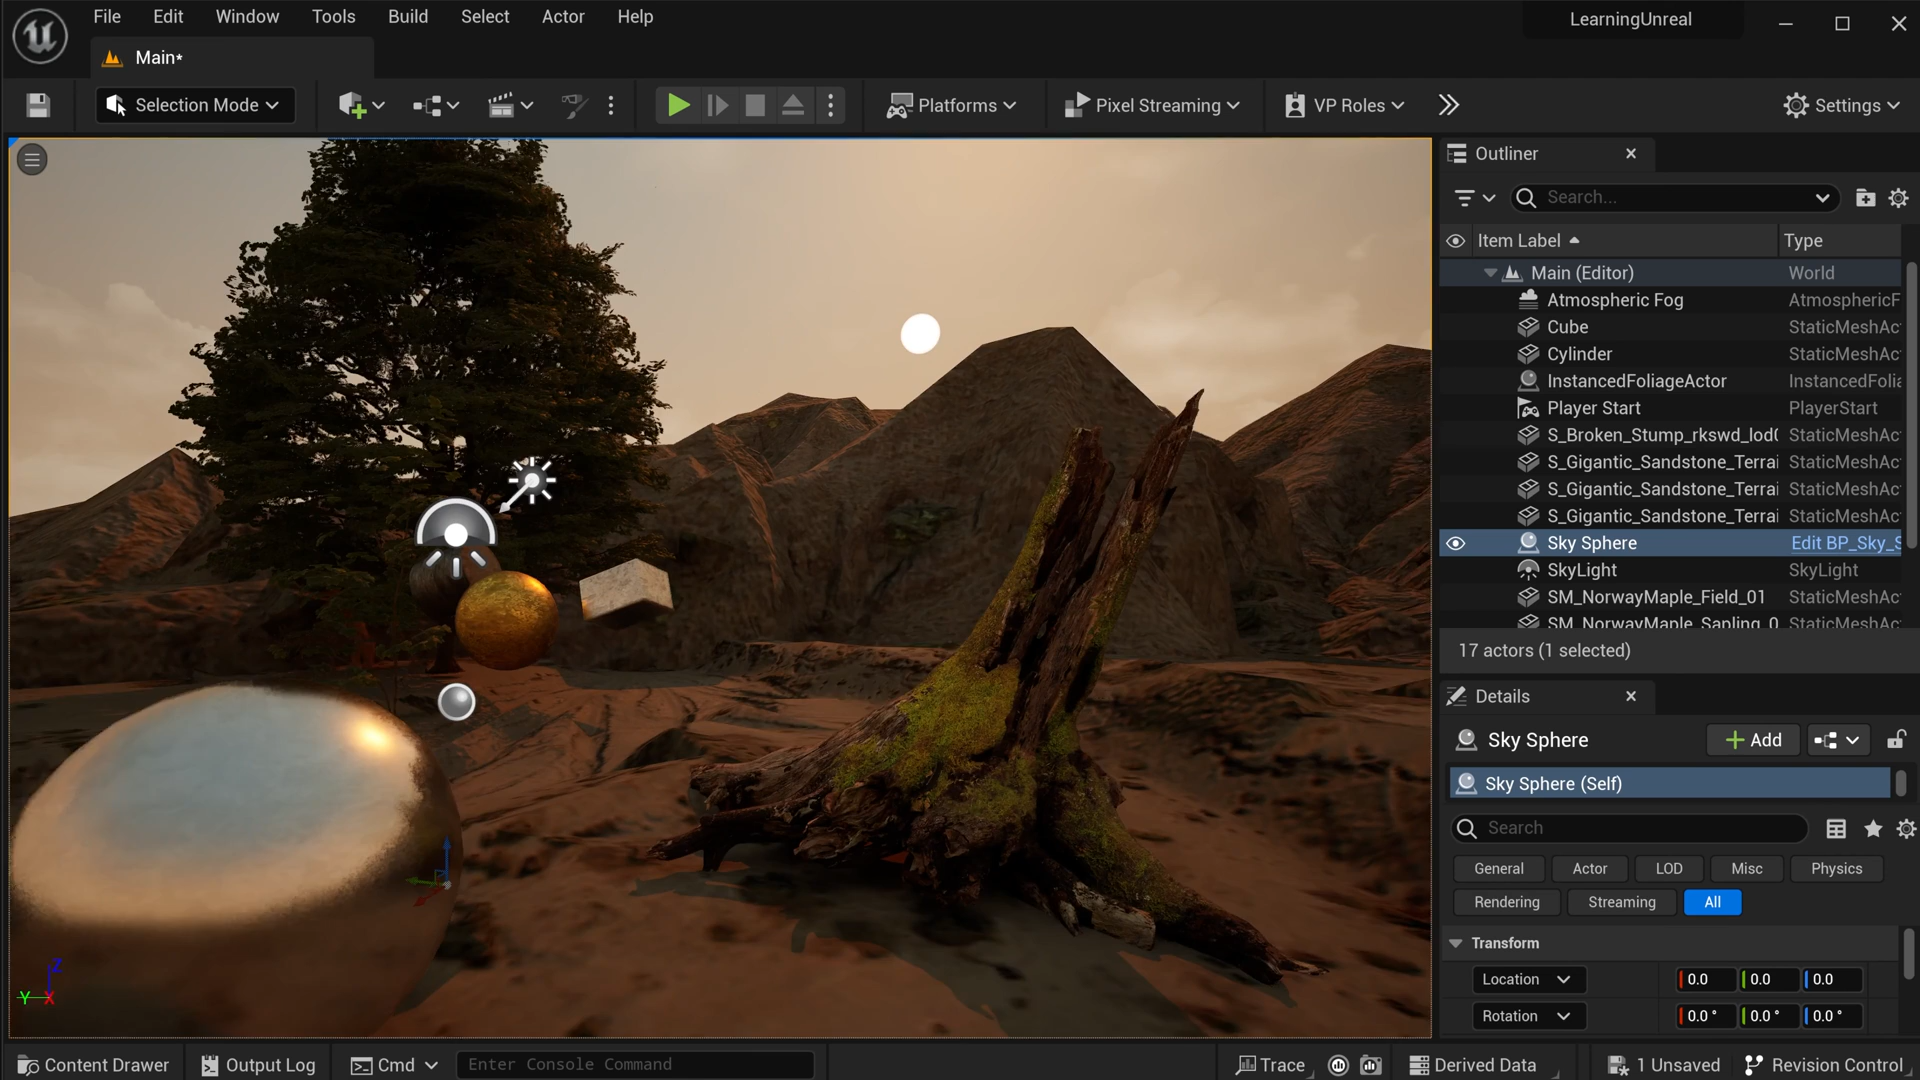 File Edit Window Tools Build Select Actor Help
LearningUnreal
Main*
Selection Mode
Platforms
Pixel Streaming
VP Roles
Settings
Outliner
Search...
Item Label Type
Main (Editor) World
Atmospheric Fog AtmosphericF
Cube StaticMeshAc
Cylinder StaticMeshAc
InstancedFoliageActor InstancedFolia
Player Start PlayerStart
S_Broken_Stump_rkswd_lod0 StaticMeshAc
S_Gigantic_Sandstone_Terrai StaticMeshAc
S_Gigantic_Sandstone_Terrai StaticMeshAc
S_Gigantic_Sandstone_Terrai StaticMeshAc
Sky Sphere Edit BP_Sky_S
SkyLight SkyLight
SM_NorwayMaple_Field_01 StaticMeshAc
SM_NorwayMaple_Sapling_0 StaticMeshAc
17 actors (1 selected)
Details
Sky Sphere
Add
Sky Sphere (Self)
Search
General Actor LOD Misc Physics
Rendering Streaming All
Transform
Location 0.0 0.0 0.0
Rotation 0.0 ° 0.0 ° 0.0 °
Z
Y X
Content Drawer Output Log Cmd Enter Console Command Trace Derived Data 1 Unsaved Revision Control